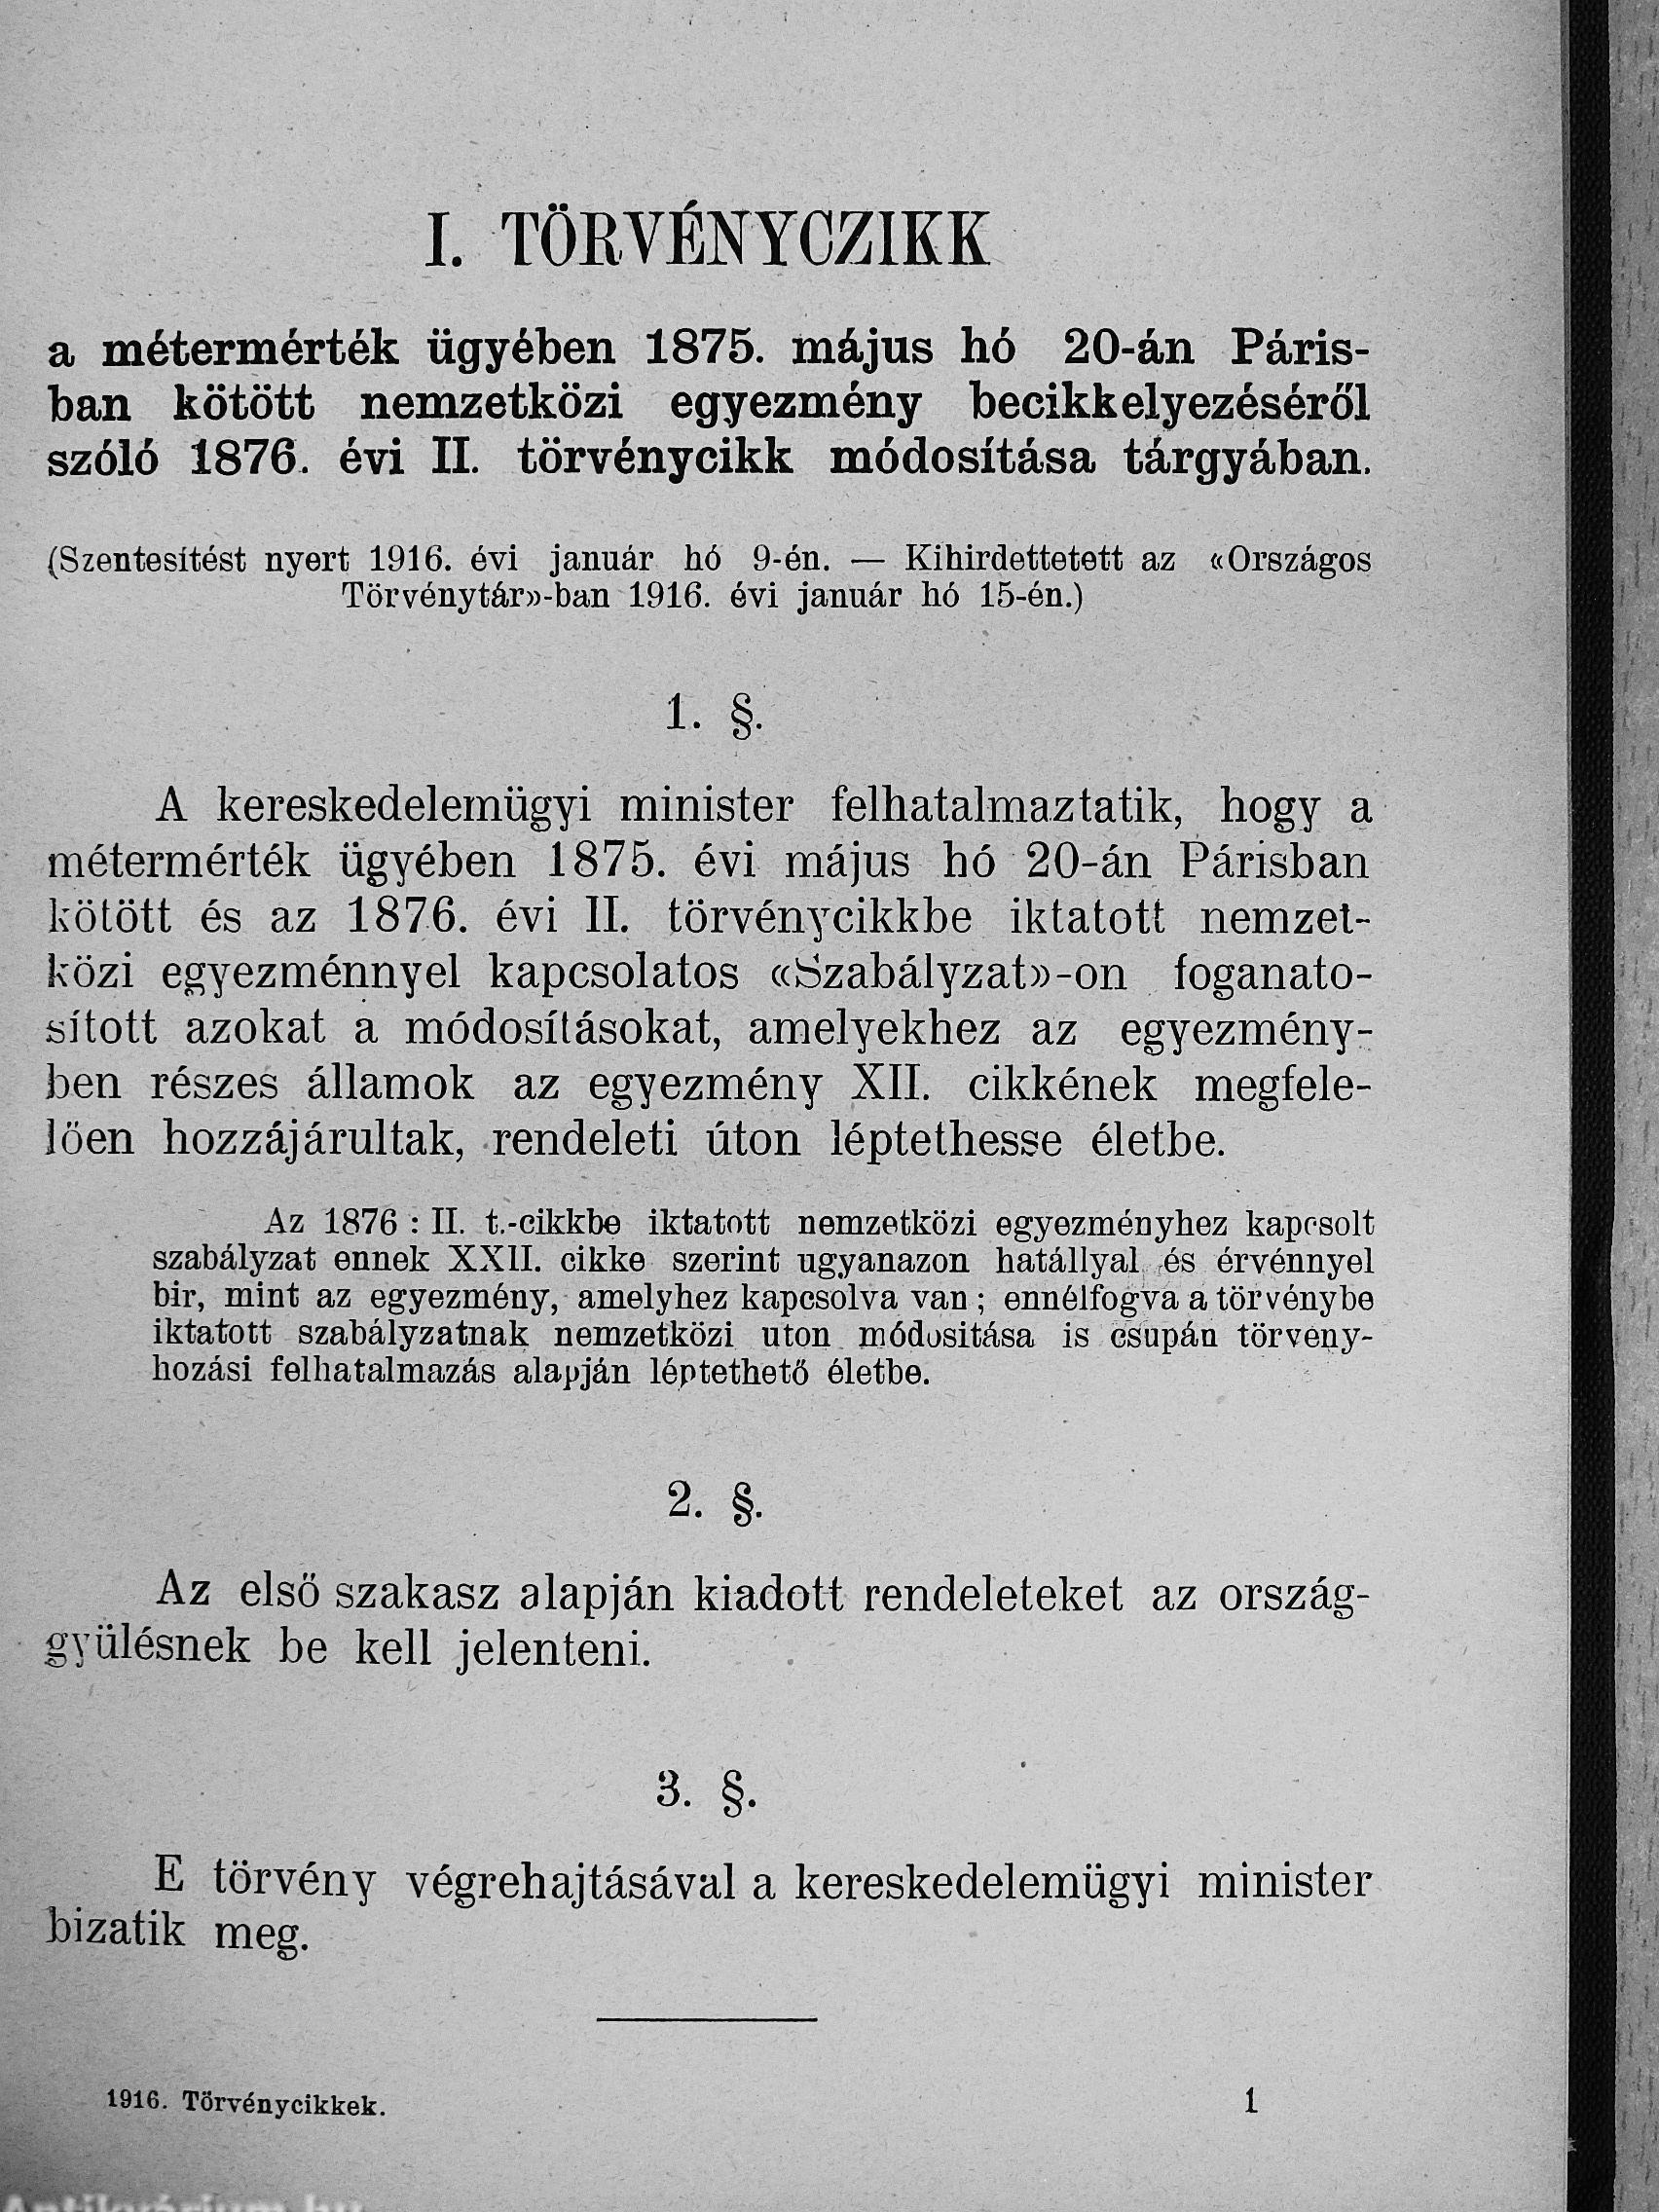 I. TÖRVÉNYCZIKK
a métermérték ügyében 1875. május hó 20-án Páris-
ban kötött nemzetközi egyezmény becikkelyezéséről
szóló 1876. évi II. törvénycikk módosítása tárgyában.
(Szentesítést nyert 1916. évi január hó 9-én. — Kihirdettetett az «Országos
Törvénytár»-ban 1916. évi január hó 15-én.)
1. §.
A kereskedelemügyi minister felhatalmaztatik, hogy a
métermérték ügyében 1875. évi május hó 20-án Párisban
kötött és az 1876. évi II. törvénycikkbe iktatott nemzet-
közi egyezménnyel kapcsolatos «Szabályzat»-on foganato-
sított azokat a módosításokat, amelyekhez az egyezmény-
ben részes államok az egyezmény XII. cikkének megfele-
lően hozzájárultak, rendeleti úton léptethesse életbe.
Az 1876 : II. t.-cikkbe iktatott nemzetközi egyezményhez kapcsolt
szabályzat ennek XXII. cikke szerint ugyanazon hatállyal és érvénnyel
bir, mint az egyezmény, amelyhez kapcsolva van; ennélfogva a törvénybe
iktatott szabályzatnak nemzetközi uton módositása is csupán törvény-
hozási felhatalmazás alapján léptethető életbe.
2. §.
Az első szakasz alapján kiadott rendeleteket az ország-
gyülésnek be kell jelenteni.
3. §.
E törvény végrehajtásával a kereskedelemügyi minister
bizatik meg.
1916. Törvénycikkek. 1
Antikvárium.hu